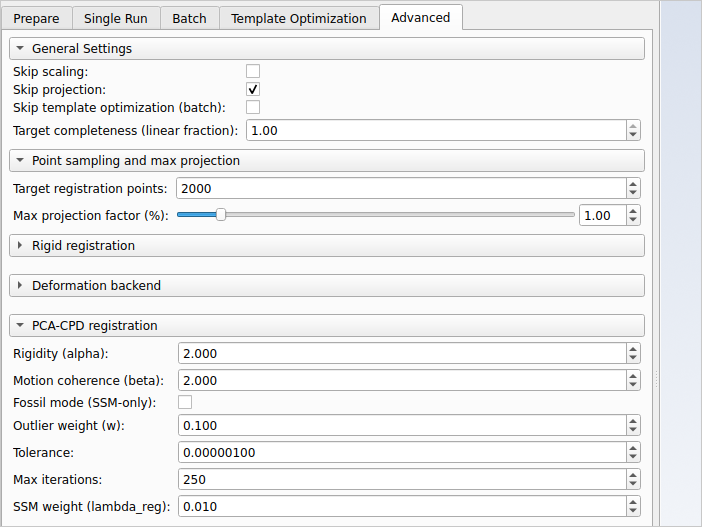 Prepare Single Run Batch Template Optimization Advanced
General Settings
Skip scaling:
Skip projection:
Skip template optimization (batch):
Target completeness (linear fraction): 1.00
Point sampling and max projection
Target registration points: 2000
Max projection factor (%): 1.00
Rigid registration
Deformation backend
PCA-CPD registration
Rigidity (alpha): 2.000
Motion coherence (beta): 2.000
Fossil mode (SSM-only):
Outlier weight (w): 0.100
Tolerance: 0.00000100
Max iterations: 250
SSM weight (lambda_reg): 0.010